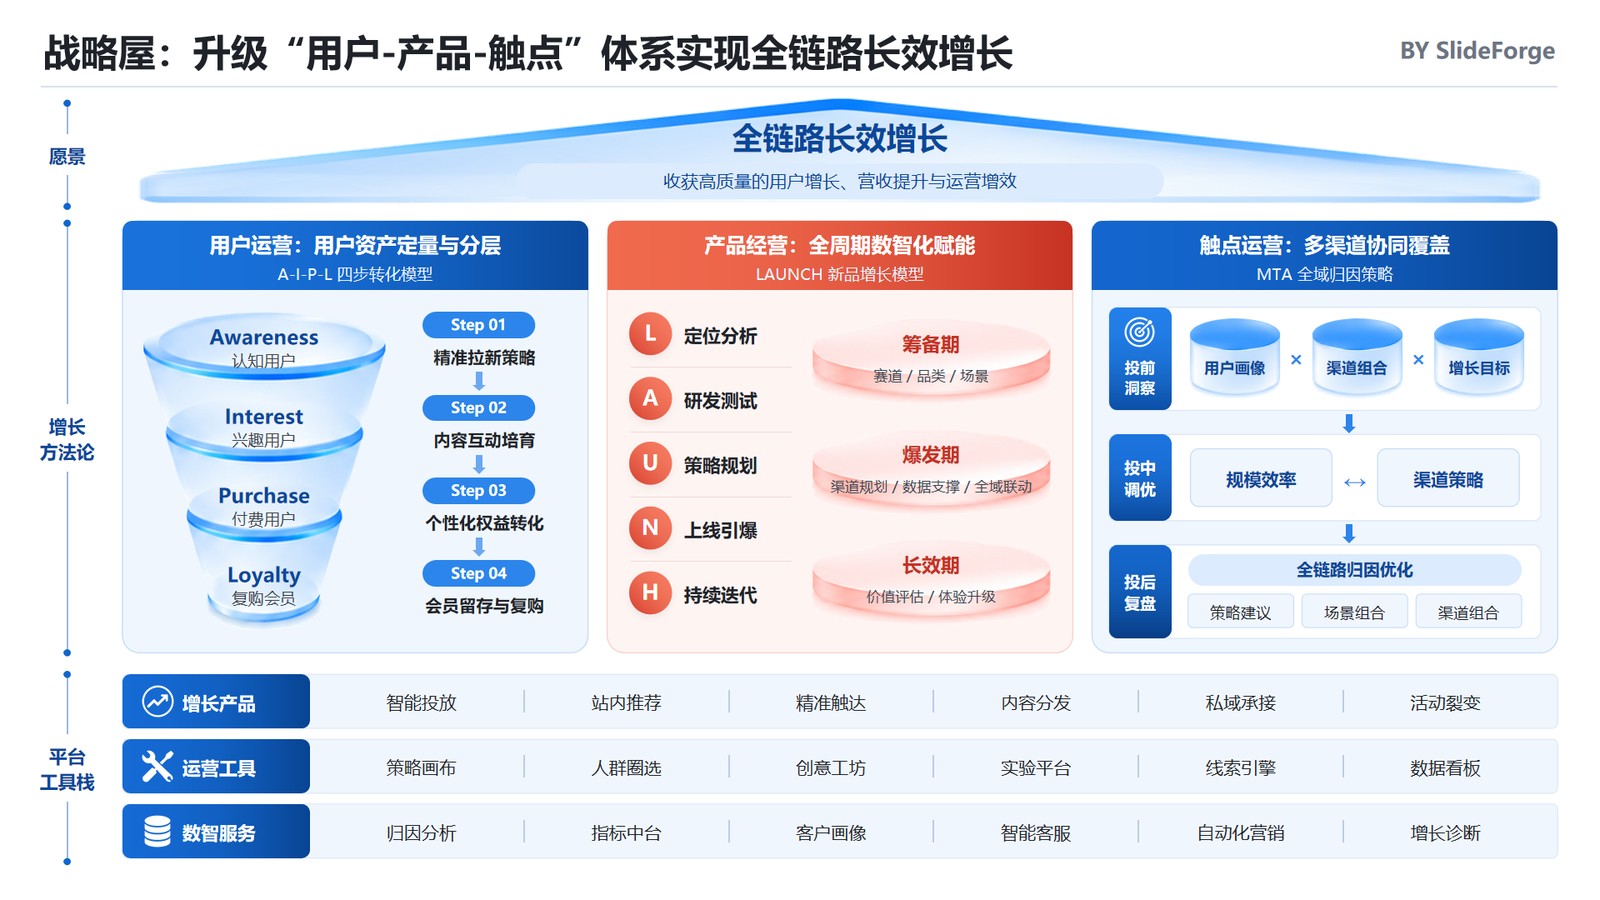 战略屋：升级“用户-产品-触点”体系实现全链路长效增长
BY SlideForge
愿景
全链路长效增长
收获高质量的用户增长、营收提升与运营增效
增长
方法论
用户运营：用户资产定量与分层
A-I-P-L 四步转化模型
Awareness
认知用户
Interest
兴趣用户
Purchase
付费用户
Loyalty
复购会员
Step 01
精准拉新策略
Step 02
内容互动培育
Step 03
个性化权益转化
Step 04
会员留存与复购
产品经营：全周期数智化赋能
LAUNCH 新品增长模型
L 定位分析
A 研发测试
U 策略规划
N 上线引爆
H 持续迭代
筹备期
赛道 / 品类 / 场景
爆发期
渠道规划 / 数据支撑 / 全域联动
长效期
价值评估 / 体验升级
触点运营：多渠道协同覆盖
MTA 全域归因策略
投前
洞察
用户画像 × 渠道组合 × 增长目标
投中
调优
规模效率 ↔ 渠道策略
投后
复盘
全链路归因优化
策略建议 场景组合 渠道组合
平台
工具栈
增长产品 智能投放 站内推荐 精准触达 内容分发 私域承接 活动裂变
运营工具 策略画布 人群圈选 创意工坊 实验平台 线索引擎 数据看板
数智服务 归因分析 指标中台 客户画像 智能客服 自动化营销 增长诊断